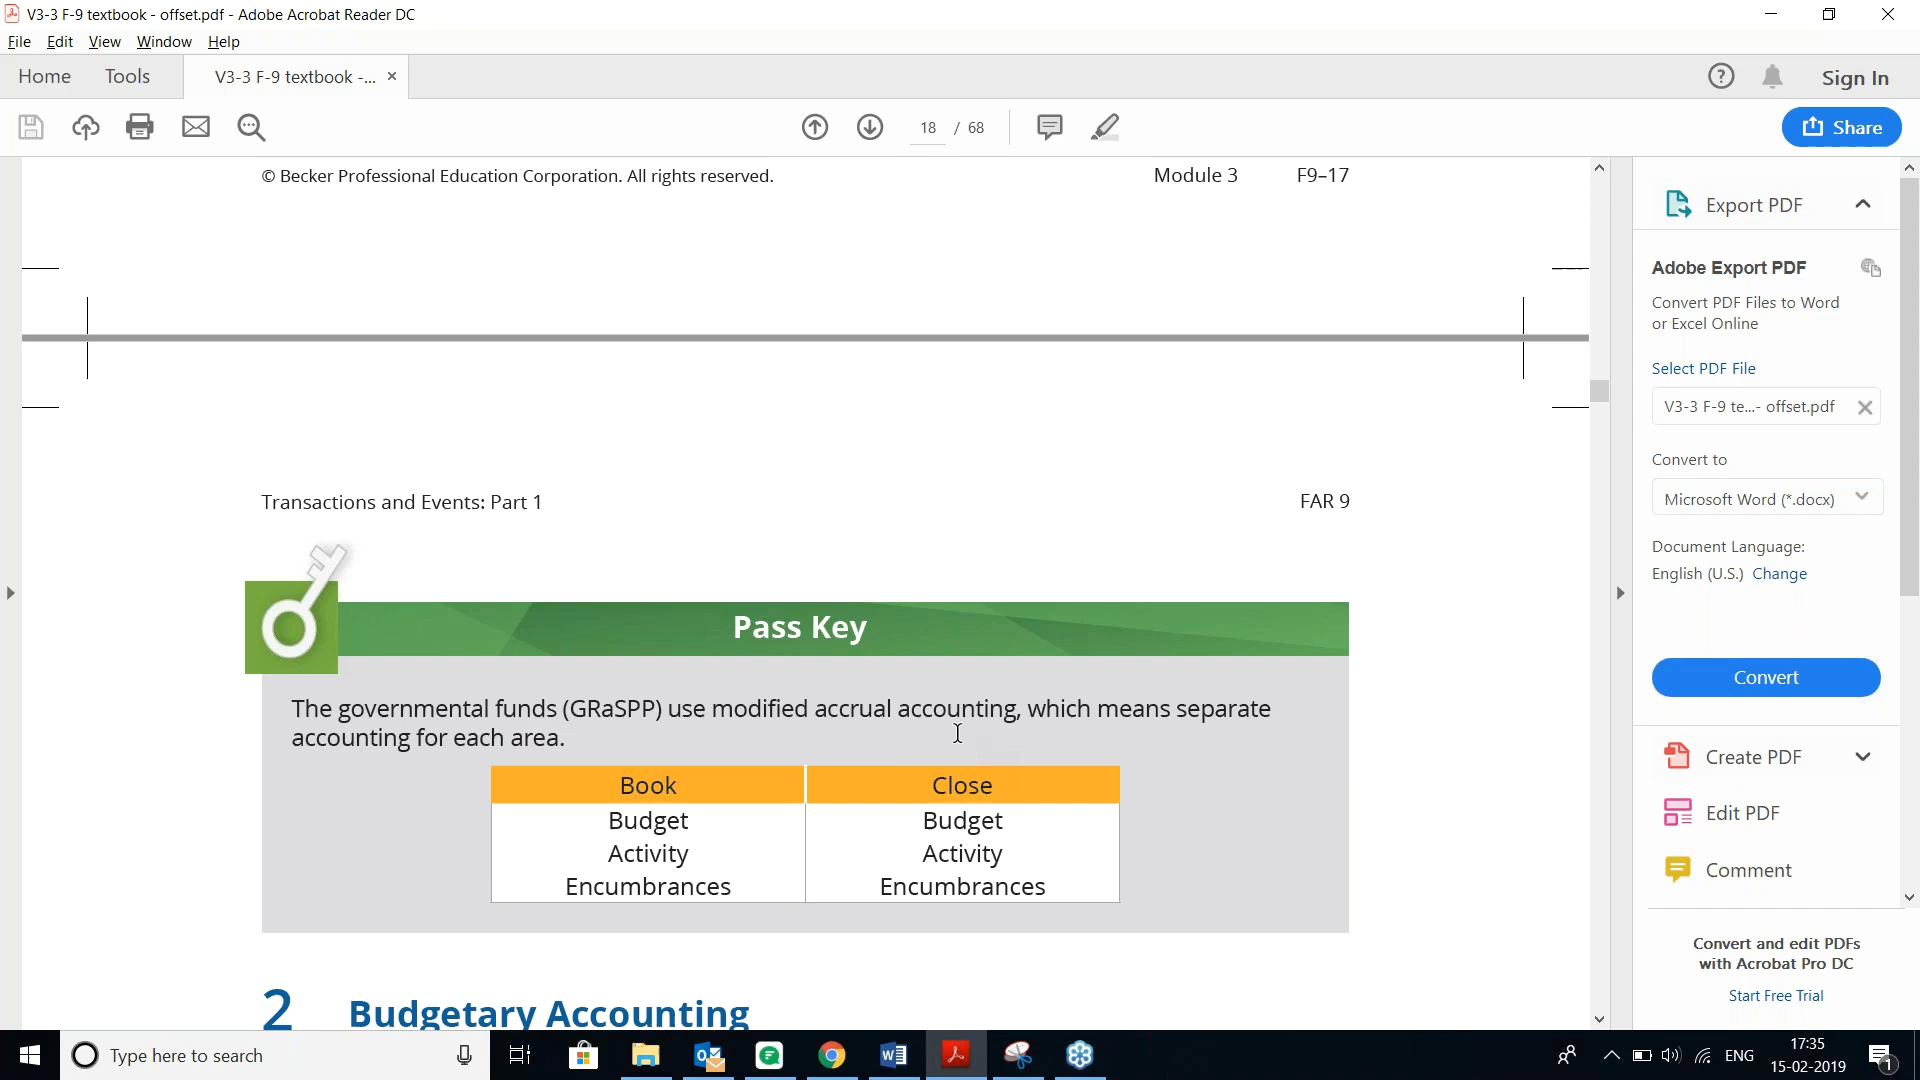 V3-3 F-9 textbook - offset.pdf - Adobe Acrobat Reader DC
File Edit View Window Help
Home Tools V3-3 F-9 textbook -... × Sign In
18 / 68 Share
© Becker Professional Education Corporation. All rights reserved. Module 3 F9–17
Transactions and Events: Part 1 FAR 9
Pass Key
The governmental funds (GRaSPP) use modified accrual accounting, which means separate
accounting for each area.
Book Close
Budget Budget
Activity Activity
Encumbrances Encumbrances
2 Budgetary Accounting
Export PDF
Adobe Export PDF
Convert PDF Files to Word
or Excel Online
Select PDF File
V3-3 F-9 te...- offset.pdf
Convert to
Microsoft Word (*.docx)
Document Language:
English (U.S.) Change
Convert
Create PDF
Edit PDF
Comment
Convert and edit PDFs
with Acrobat Pro DC
Start Free Trial
Type here to search
ENG
17:35
15-02-2019
1